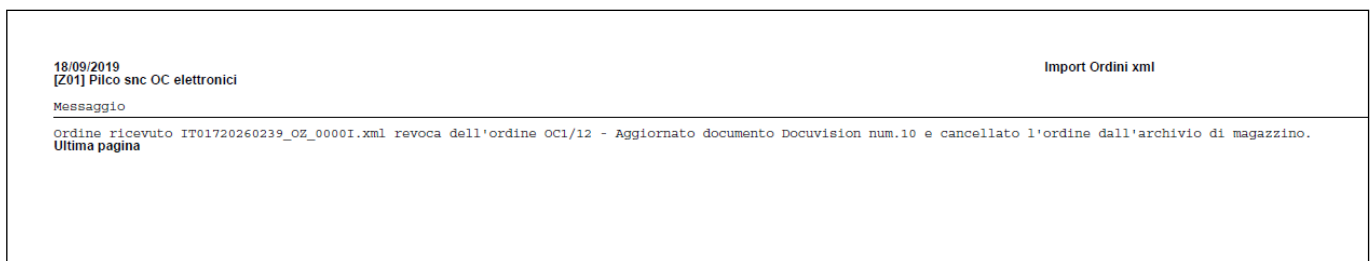 18/09/2019 Import Ordini xml
[Z01] Pilco snc OC elettronici
Messaggio
Ordine ricevuto IT01720260239_OZ_0000I.xml revoca dell'ordine OC1/12 - Aggiornato documento Docuvision num.10 e cancellato l'ordine dall'archivio di magazzino.
Ultima pagina